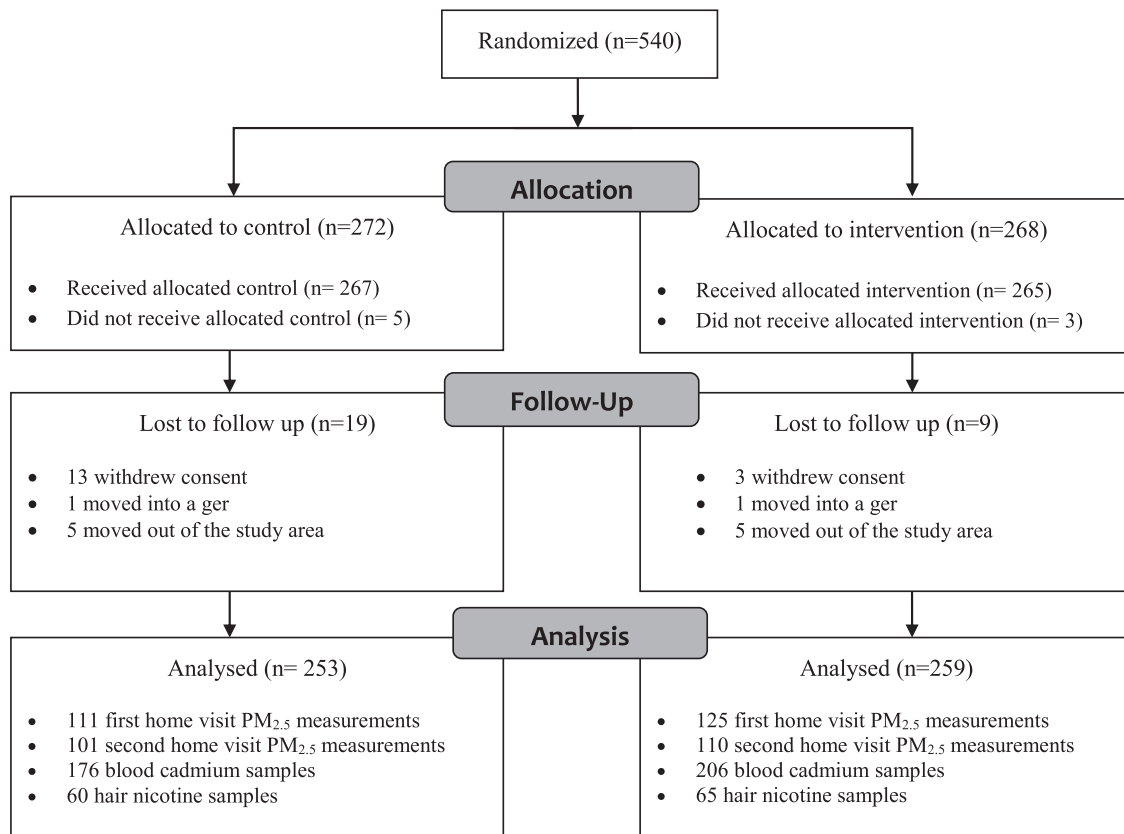 Randomized (n=540)
Allocation
Allocated to control (n=272)
• Received allocated control (n= 267)
• Did not receive allocated control (n= 5)
Allocated to intervention (n=268)
• Received allocated intervention (n= 265)
• Did not receive allocated intervention (n= 3)
Follow-Up
Lost to follow up (n=19)
• 13 withdrew consent
• 1 moved into a ger
• 5 moved out of the study area
Lost to follow up (n=9)
• 3 withdrew consent
• 1 moved into a ger
• 5 moved out of the study area
Analysis
Analysed (n= 253)
• 111 first home visit PM2.5 measurements
• 101 second home visit PM2.5 measurements
• 176 blood cadmium samples
• 60 hair nicotine samples
Analysed (n=259)
• 125 first home visit PM2.5 measurements
• 110 second home visit PM2.5 measurements
• 206 blood cadmium samples
• 65 hair nicotine samples